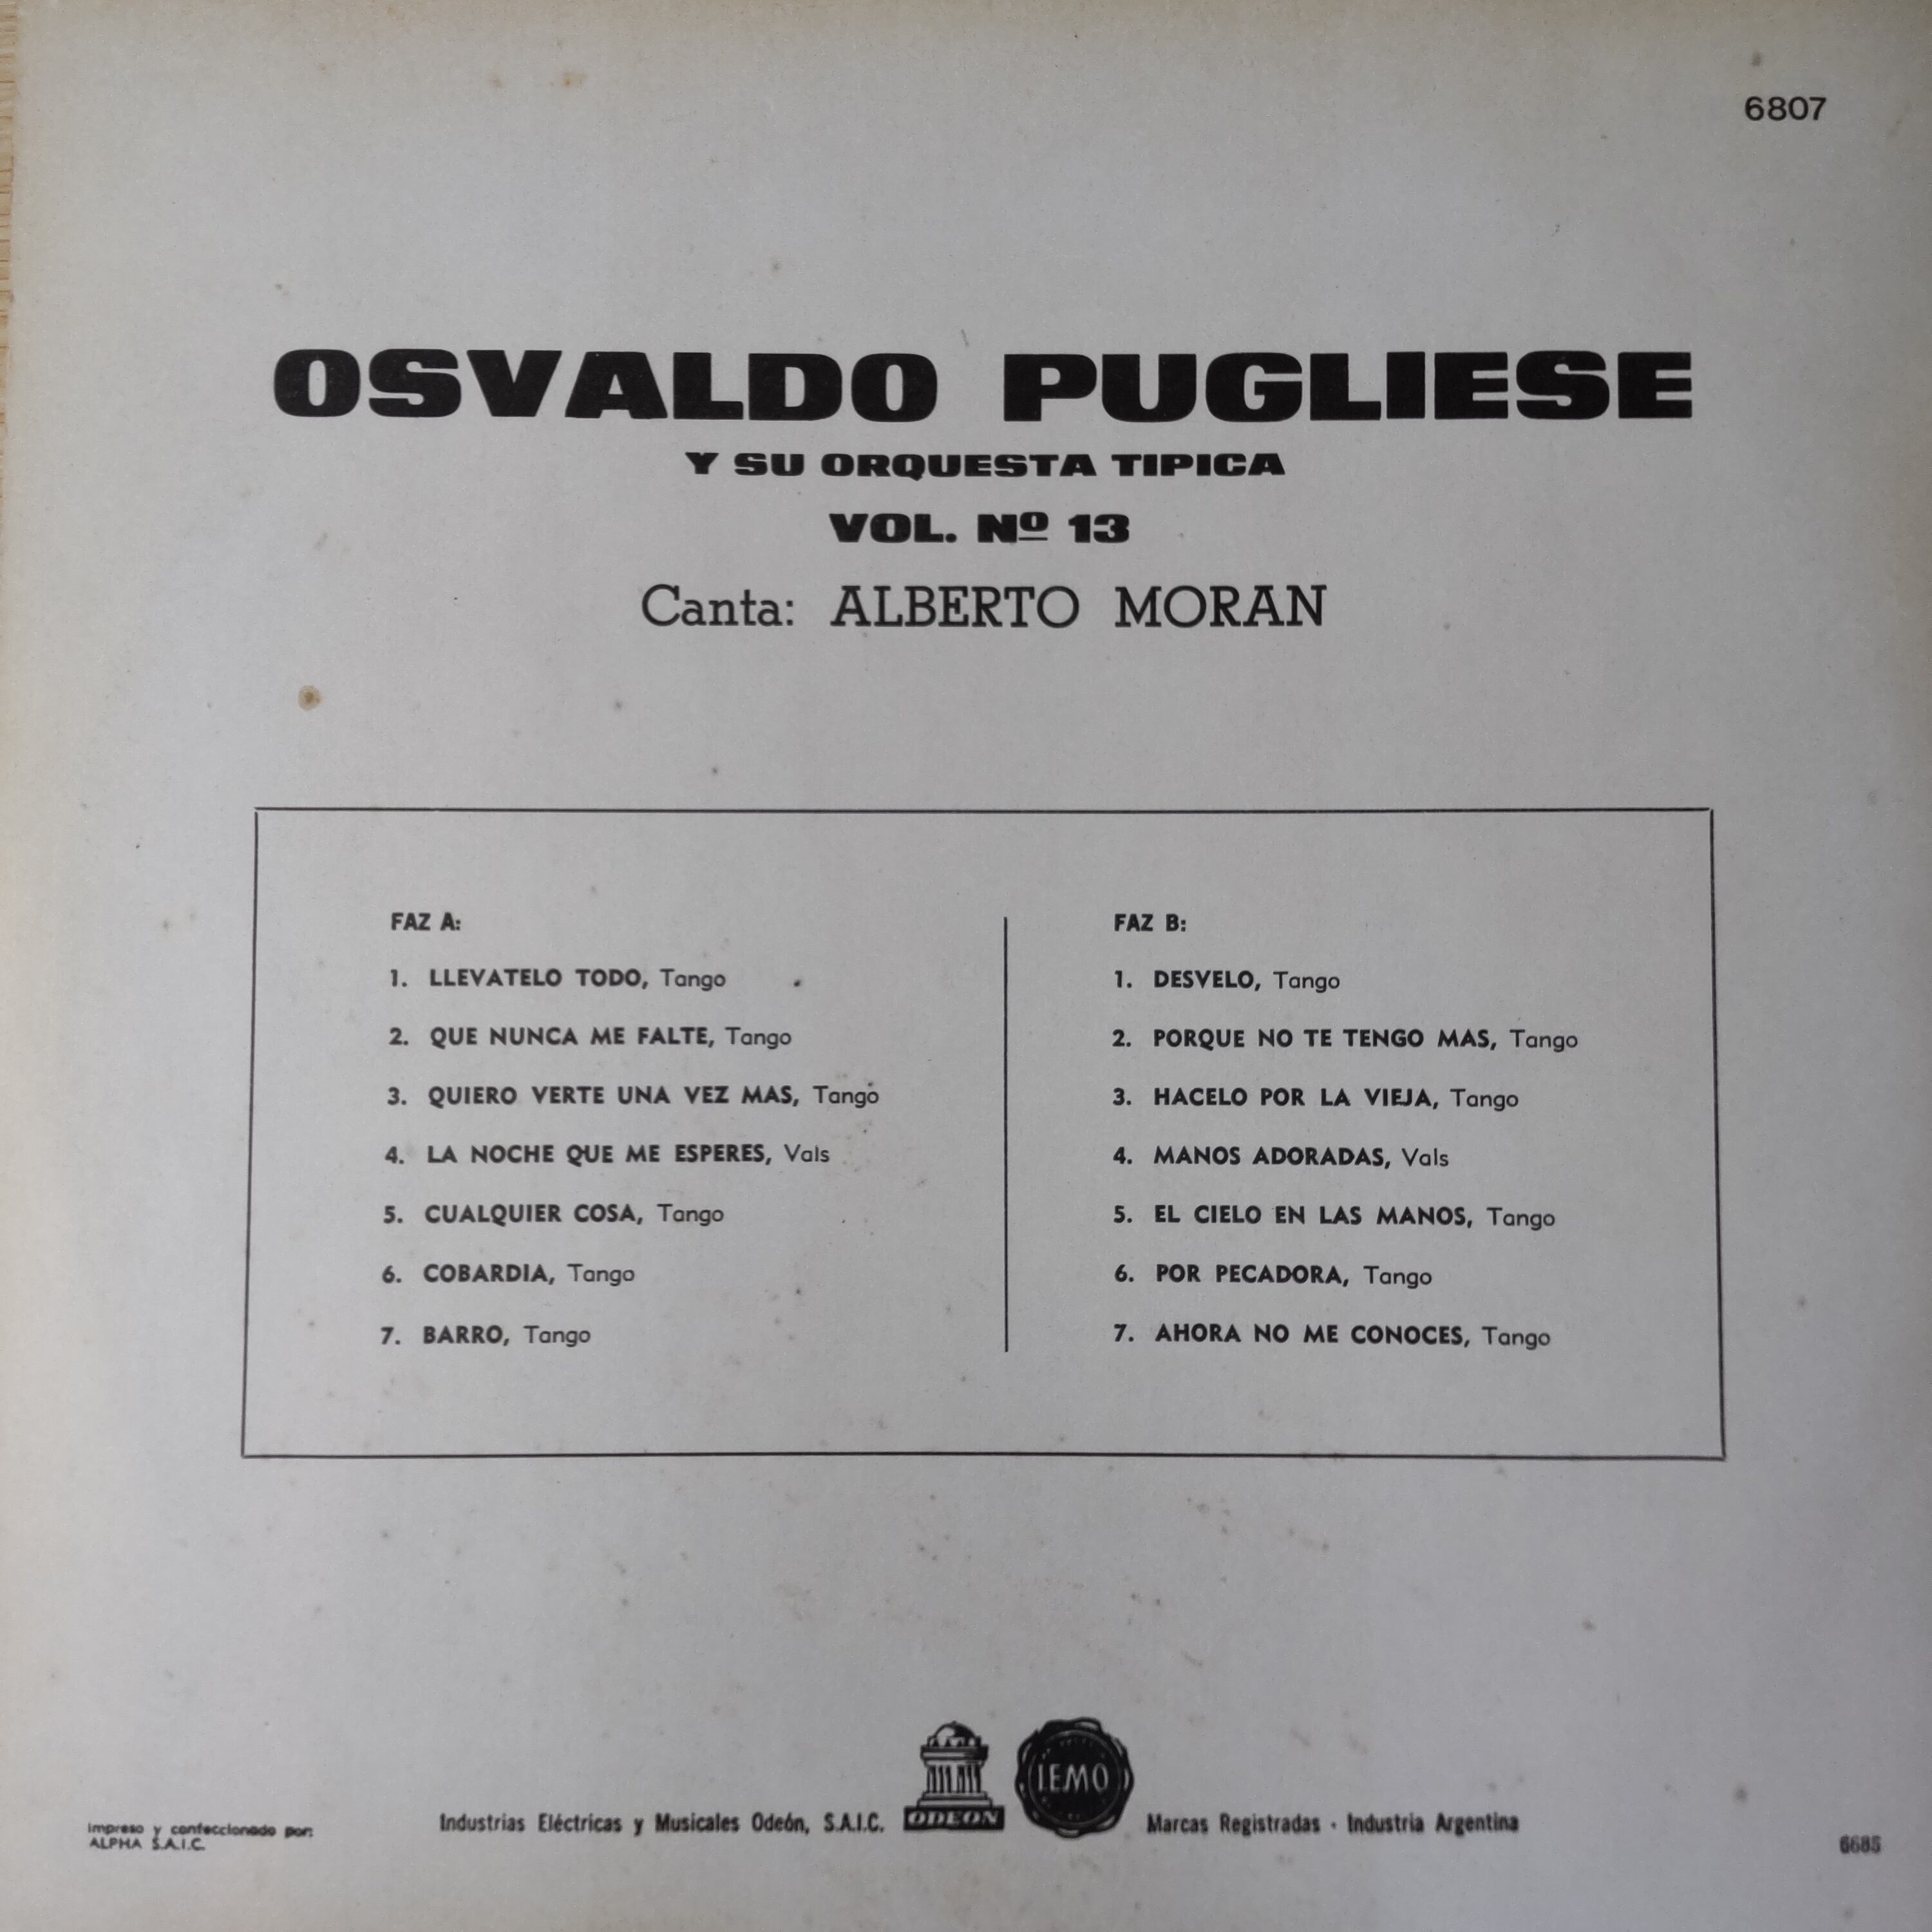 6807
OSVALDO PUGLIESE
Y SU ORQUESTA TIPICA
VOL. Nº 13
Canta: ALBERTO MORAN
FAZ A:
1. LLEVATELO TODO, Tango
2. QUE NUNCA ME FALTE, Tango
3. QUIERO VERTE UNA VEZ MAS, Tango
4. LA NOCHE QUE ME ESPERES, Vals
5. CUALQUIER COSA, Tango
6. COBARDIA, Tango
7. BARRO, Tango
FAZ B:
1. DESVELO, Tango
2. PORQUE NO TE TENGO MAS, Tango
3. HACELO POR LA VIEJA, Tango
4. MANOS ADORADAS, Vals
5. EL CIELO EN LAS MANOS, Tango
6. POR PECADORA, Tango
7. AHORA NO ME CONOCES, Tango
Impreso y confeccionado por:
ALPHA S.A.I.C.
Industrias Eléctricas y Musicales Odeón, S.A.I.C.
ODEON
IEMO
Marcas Registradas · Industria Argentina
6685